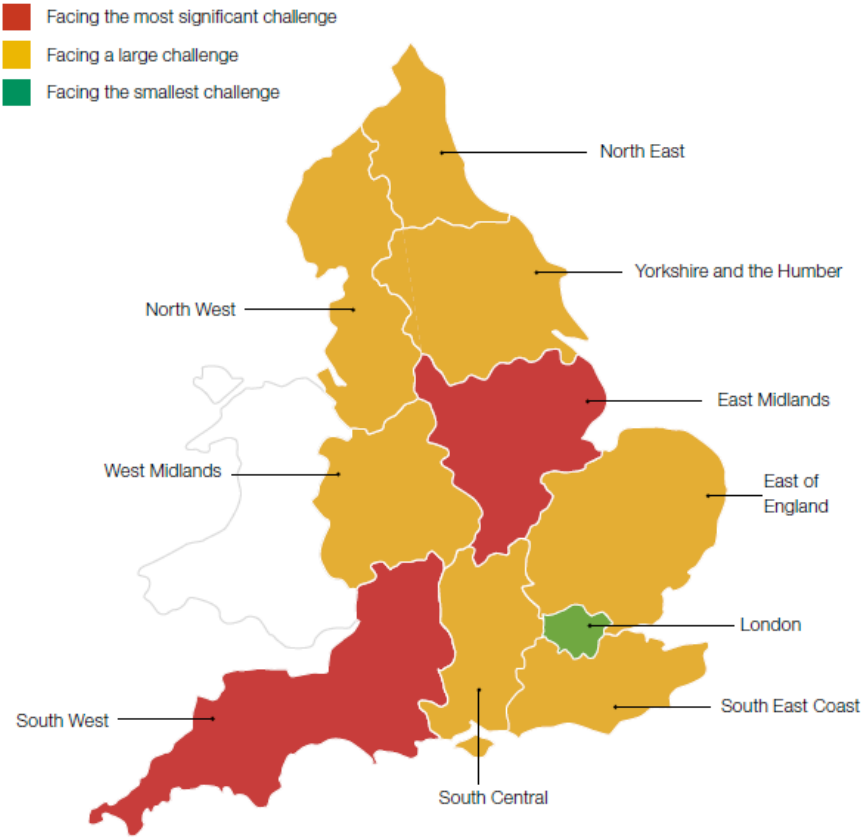 Facing the most significant challenge
Facing a large challenge
Facing the smallest challenge
North East
Yorkshire and the Humber
North West
East Midlands
West Midlands
East of
England
London
South East Coast
South West
South Central